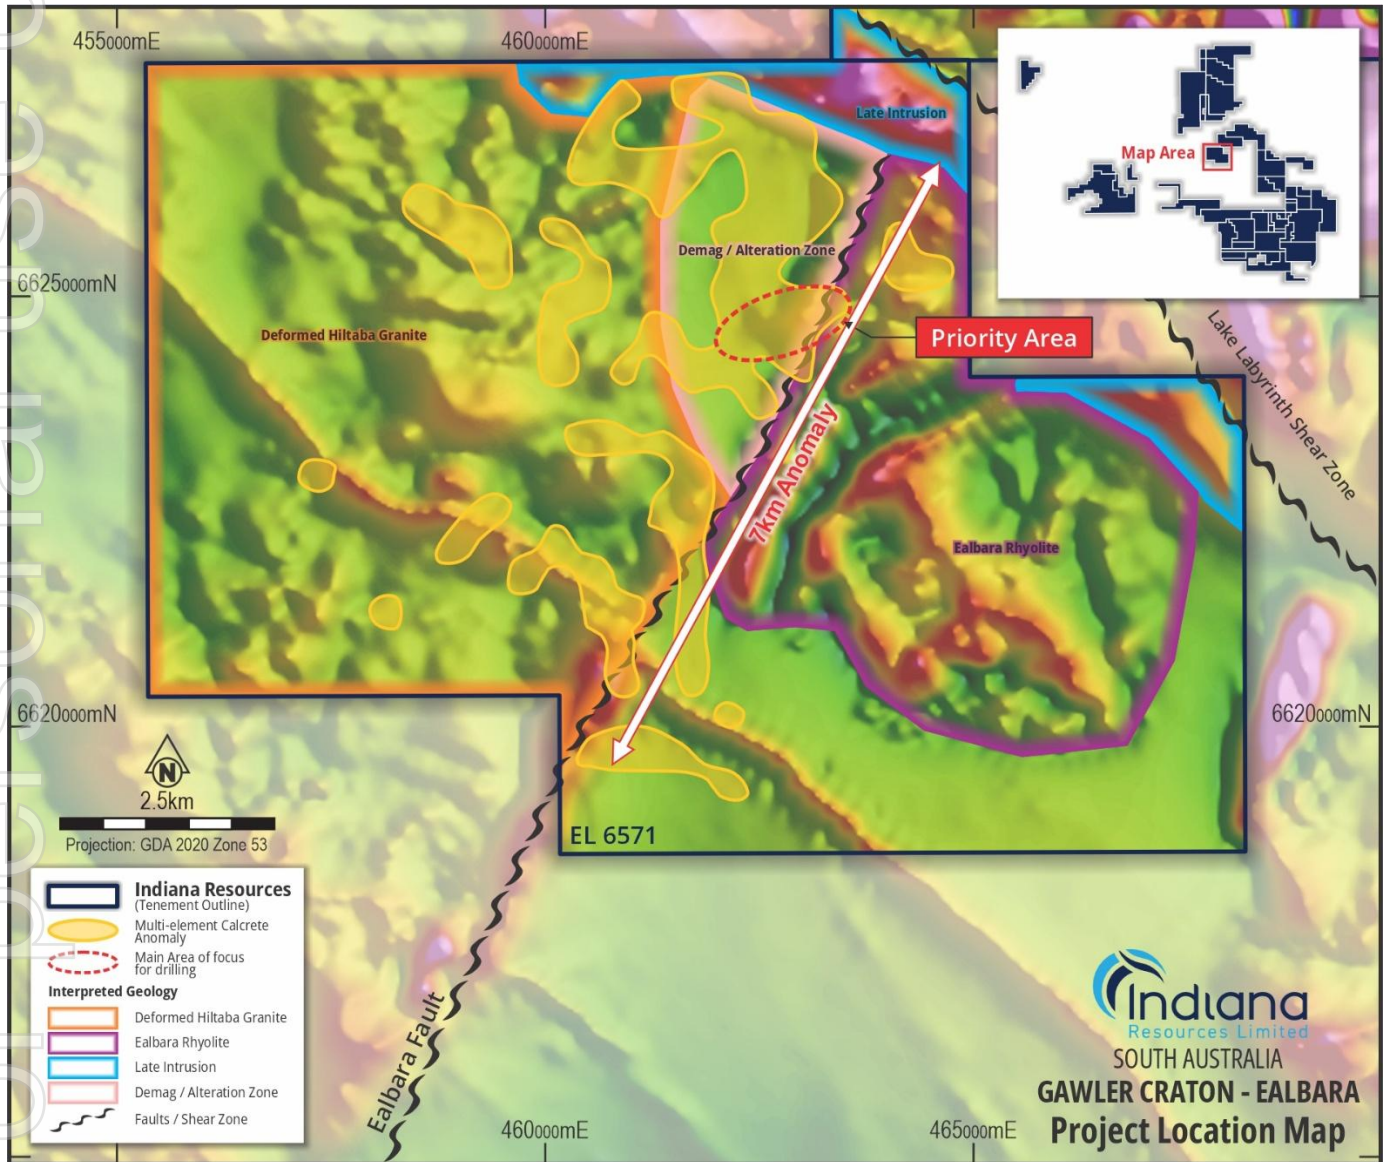 455000mE
460000mE
Late Intrusion
Map Area
Demag / Alteration Zone
6625000mN
Deformed Hiltaba Granite
Priority Area
Lake Labyrinth Shear Zone
7km Anomaly
Ealbara Rhyolite
6620000mN
6620000mN
N
2.5km
Projection: GDA 2020 Zone 53
EL 6571
Indiana Resources
(Tenement Outline)
Multi-element Calcrete
Anomaly
Main Area of focus
for drilling
Interpreted Geology
Deformed Hiltaba Granite
Ealbara Rhyolite
Late Intrusion
Demag / Alteration Zone
Faults / Shear Zone
Ealbara Fault
460000mE
465000mE
Indiana
Resources Limited
SOUTH AUSTRALIA
GAWLER CRATON - EALBARA
Project Location Map